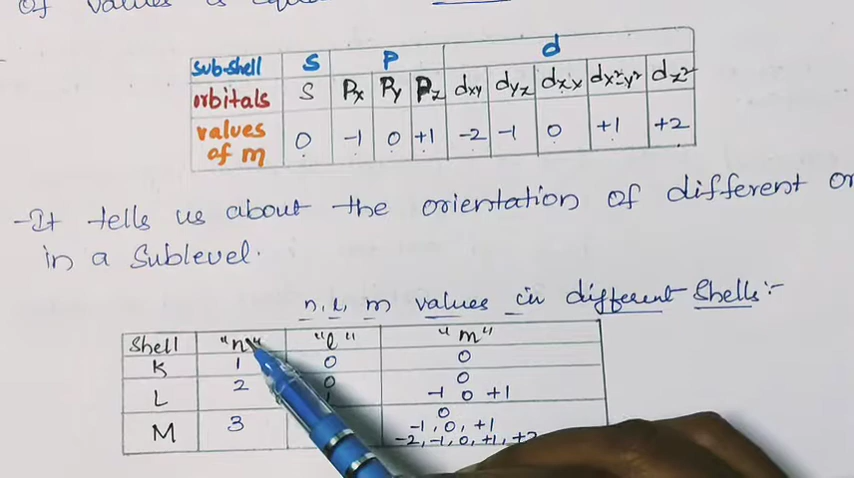 of values is
sub-shell S P d
orbitals S Px Py Pz dxy dyz dzx dx²-y² dz²
values of m 0 -1 0 +1 -2 -1 0 +1 +2
-It tells us about the orientation of different
in a Sublevel.
n, l, m values in different Shells:-
Shell "n" "l" "m"
K 1 0 0
L 2 0 0
1 -1 0 +1
M 3 0
-1, 0, +1
-2, -1, 0, +1, +2